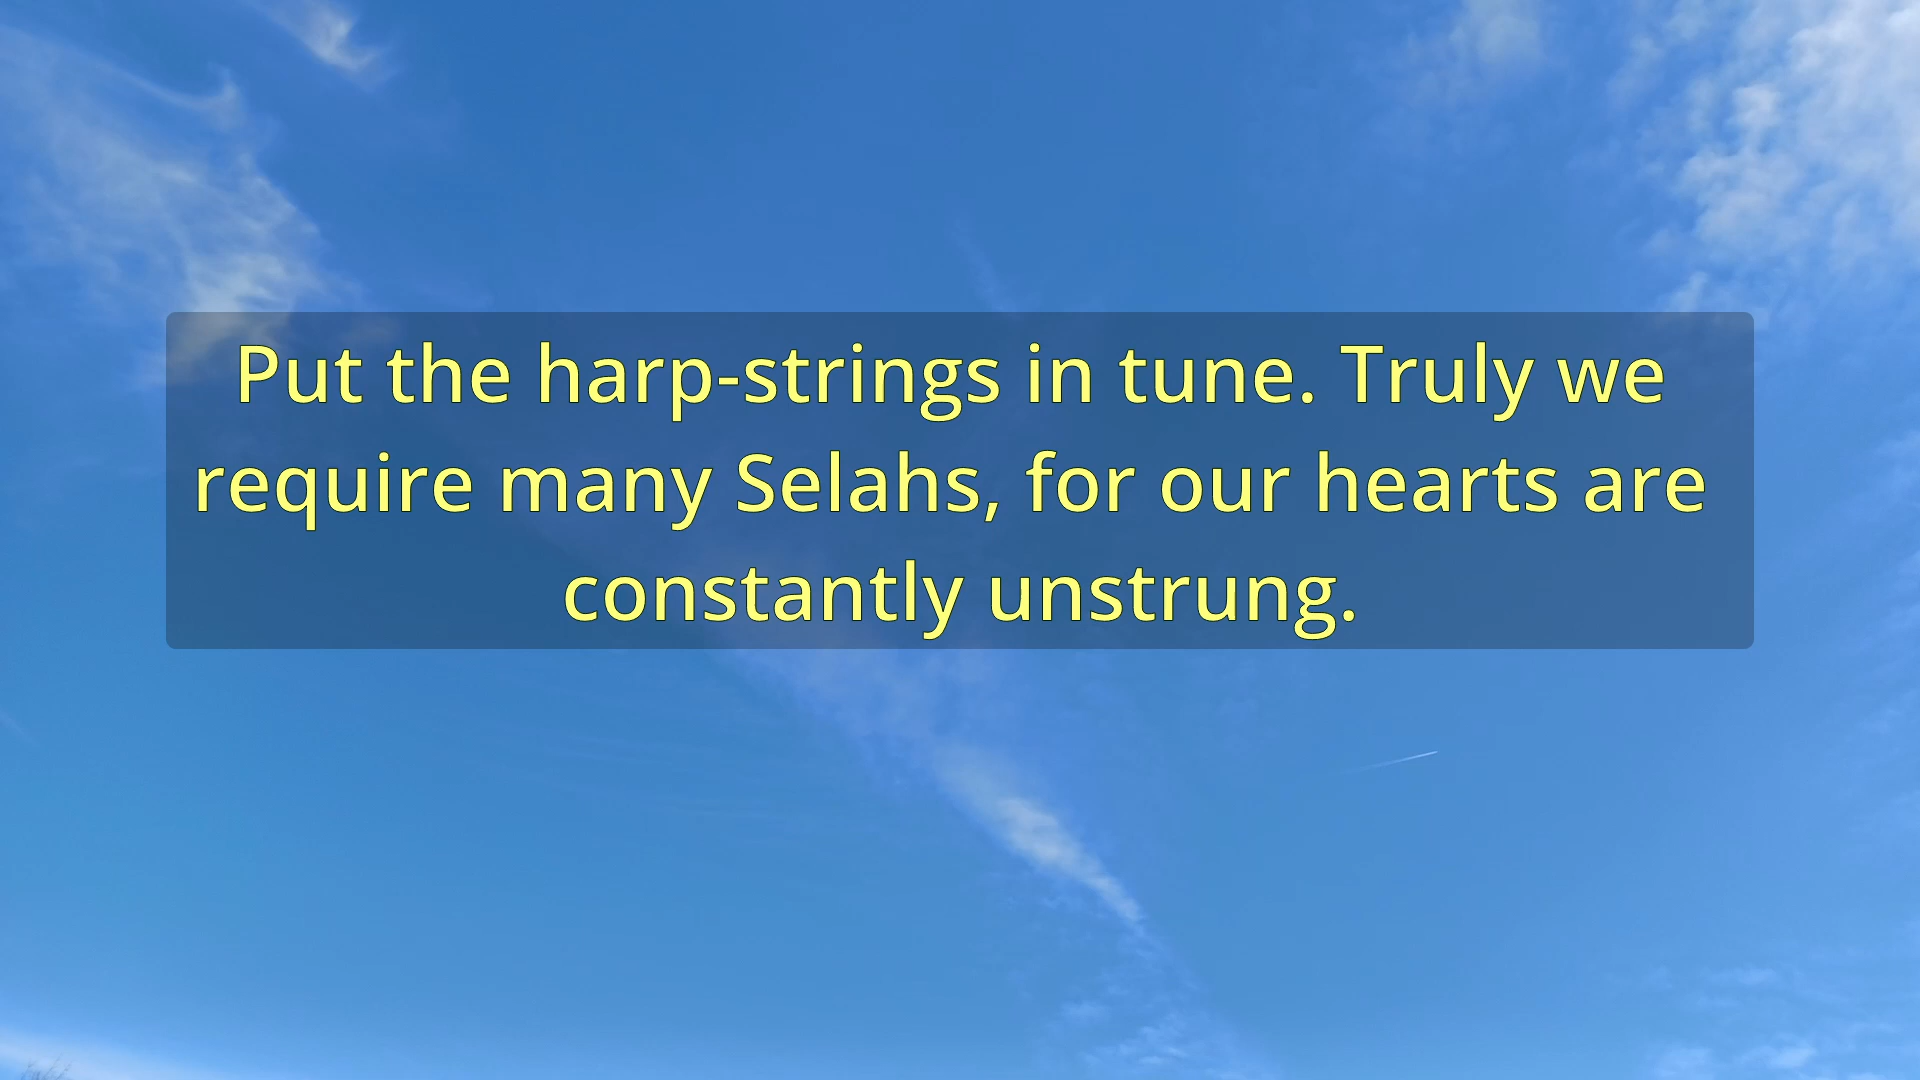 Put the harp-strings in tune. Truly we
require many Selahs, for our hearts are
constantly unstrung.